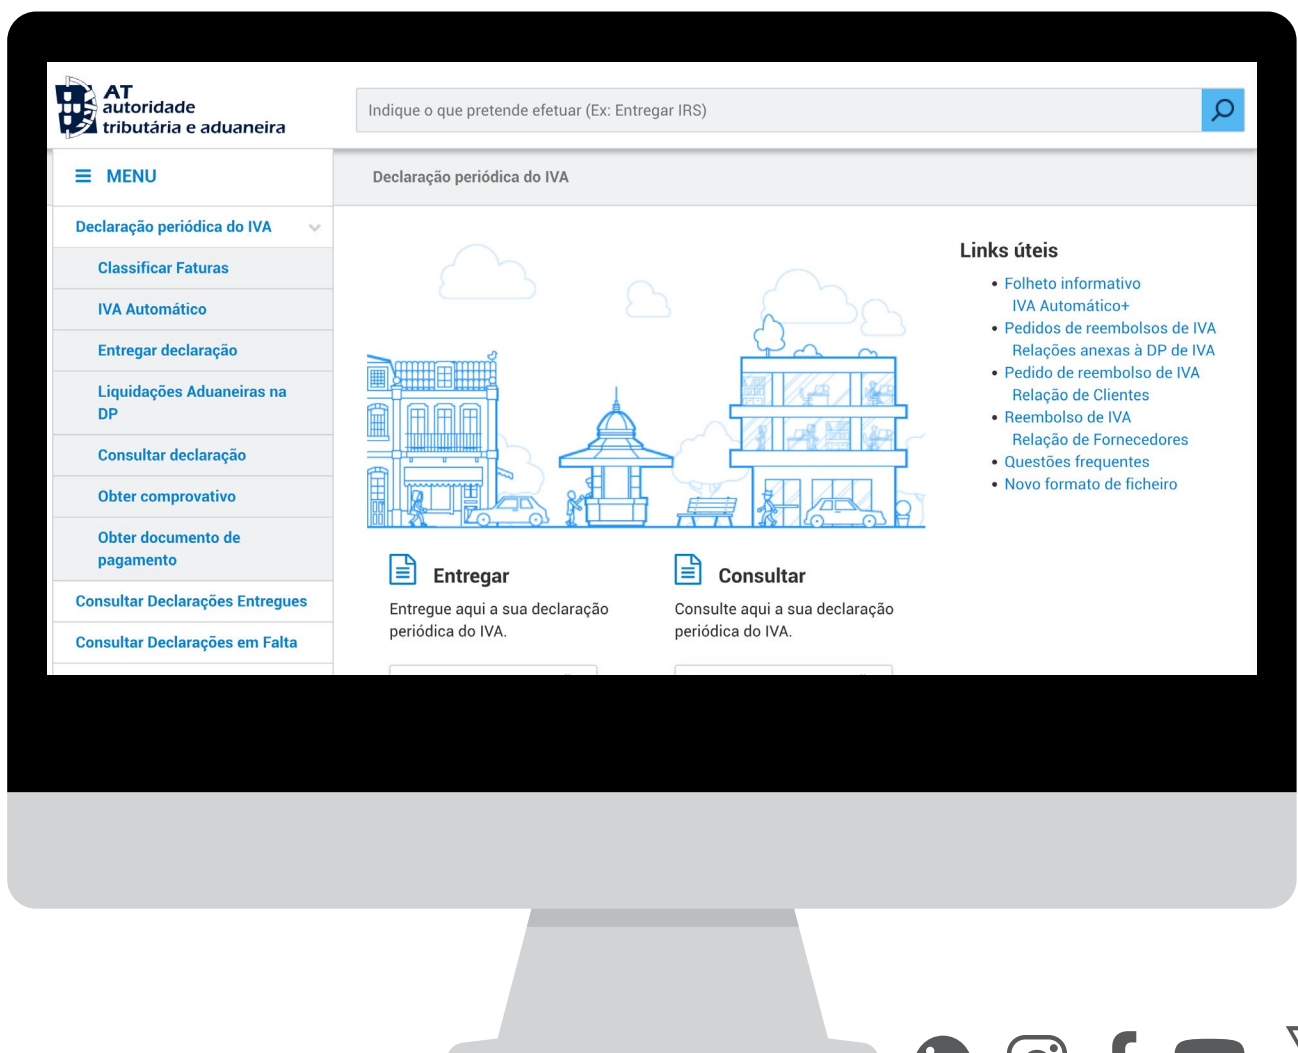 AT
autoridade
tributária e aduaneira
Indique o que pretende efetuar (Ex: Entregar IRS)
MENU
Declaração periódica do IVA
Declaração periódica do IVA
Classificar Faturas
IVA Automático
Entregar declaração
Liquidações Aduaneiras na
DP
Consultar declaração
Obter comprovativo
Obter documento de
pagamento
Consultar Declarações Entregues
Consultar Declarações em Falta
Entregar
Entregue aqui a sua declaração
periódica do IVA.
Consultar
Consulte aqui a sua declaração
periódica do IVA.
Links úteis
Folheto informativo
IVA Automático+
Pedidos de reembolsos de IVA
Relações anexas à DP de IVA
Pedido de reembolso de IVA
Relação de Clientes
Reembolso de IVA
Relação de Fornecedores
Questões frequentes
Novo formato de ficheiro